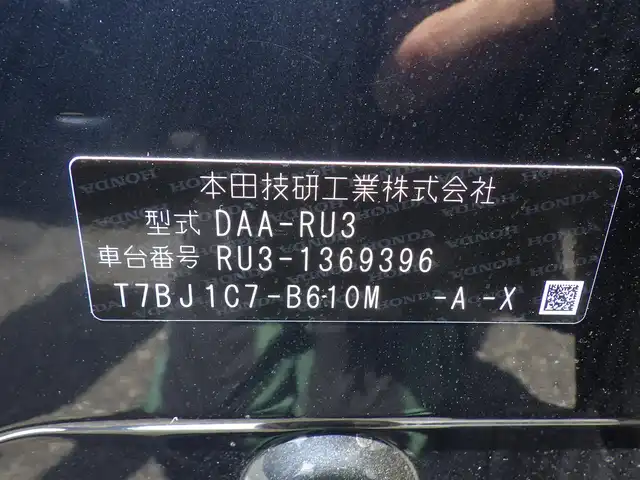 本田技研工業株式会社
型式 DAA-RU3
車台番号 RU3-1369396
T7BJ1C7-B610M -A -X